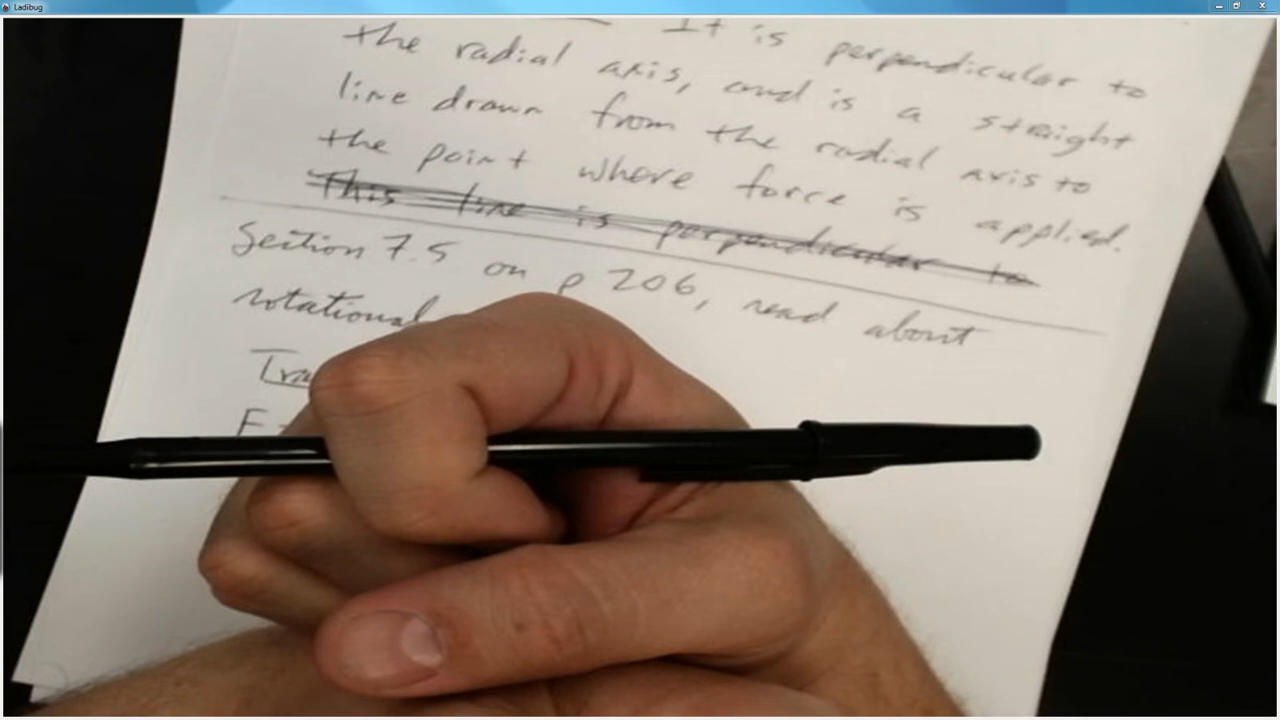 Ladibug
It is perpendicular to
the radial axis, and is a straight
line drawn from the radial axis to
the point where force is applied.
This line is perpendicular to
Section 7.5 on p 206, read about
rotational
Tra
F=